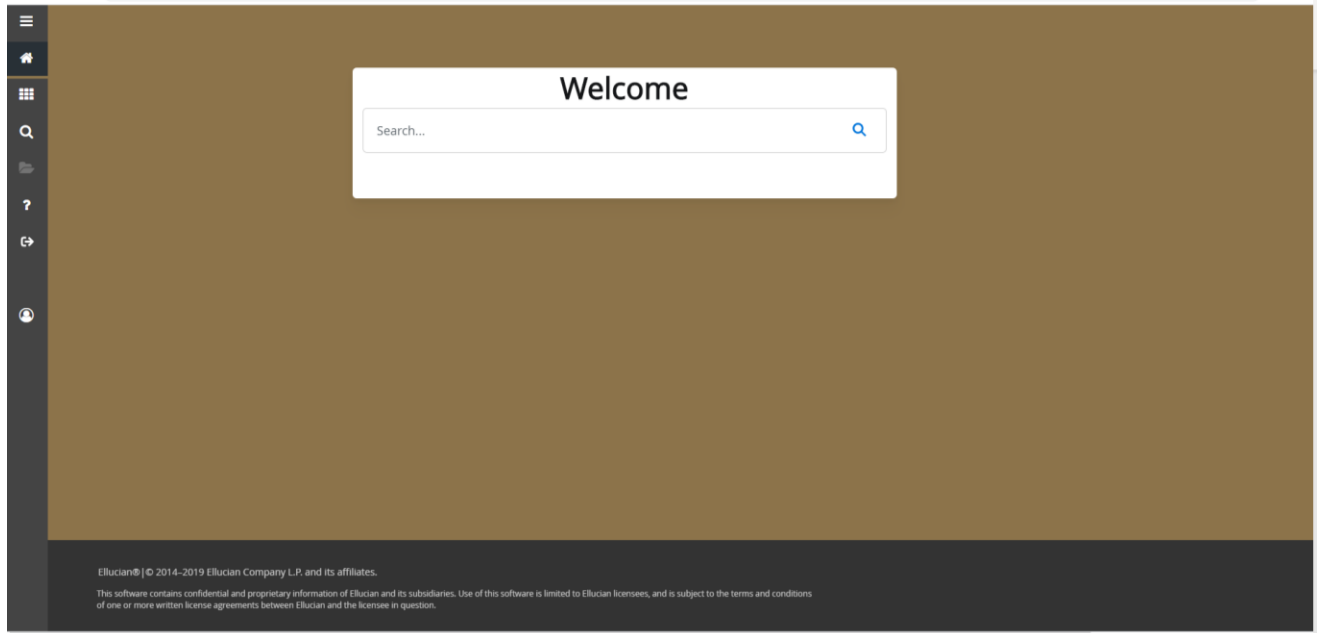 Welcome
Search...
Ellucian®|© 2014–2019 Ellucian Company L.P. and its affiliates.
This software contains confidential and proprietary information of Ellucian and its subsidiaries. Use of this software is limited to Ellucian licensees, and is subject to the terms and conditions
of one or more written license agreements between Ellucian and the licensee in question.